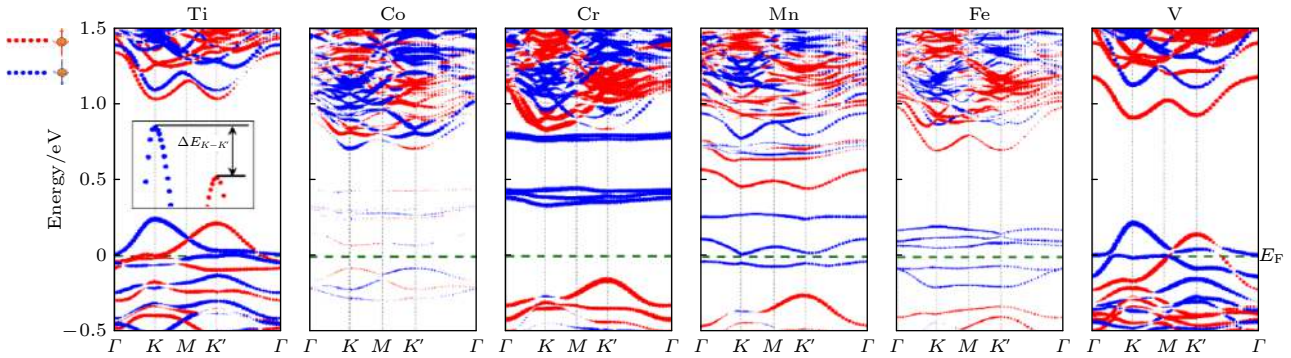 Ti Co Cr Mn Fe V
1.5
1.0
0.5
0
−0.5
Energy/eV
ΔE_{K−K′}
E_F
Γ K M K′ Γ Γ K M K′ Γ Γ K M K′ Γ Γ K M K′ Γ Γ K M K′ Γ Γ K M K′ Γ